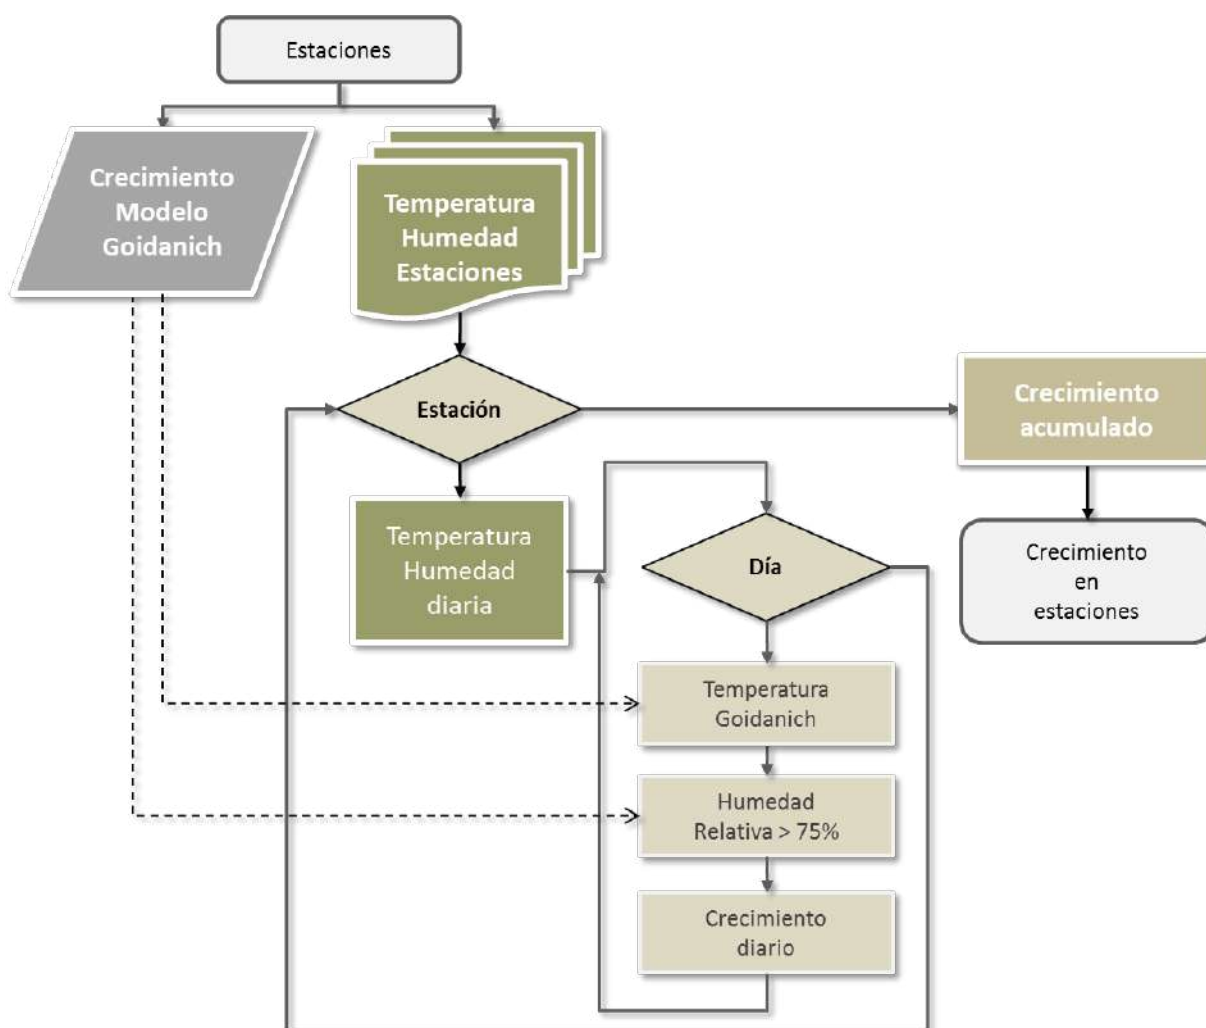 Estaciones
Crecimiento
Modelo
Goidanich
Temperatura
Humedad
Estaciones
Estación
Crecimiento
acumulado
Temperatura
Humedad
diaria
Día
Crecimiento
en
estaciones
Temperatura
Goidanich
Humedad
Relativa > 75%
Crecimiento
diario